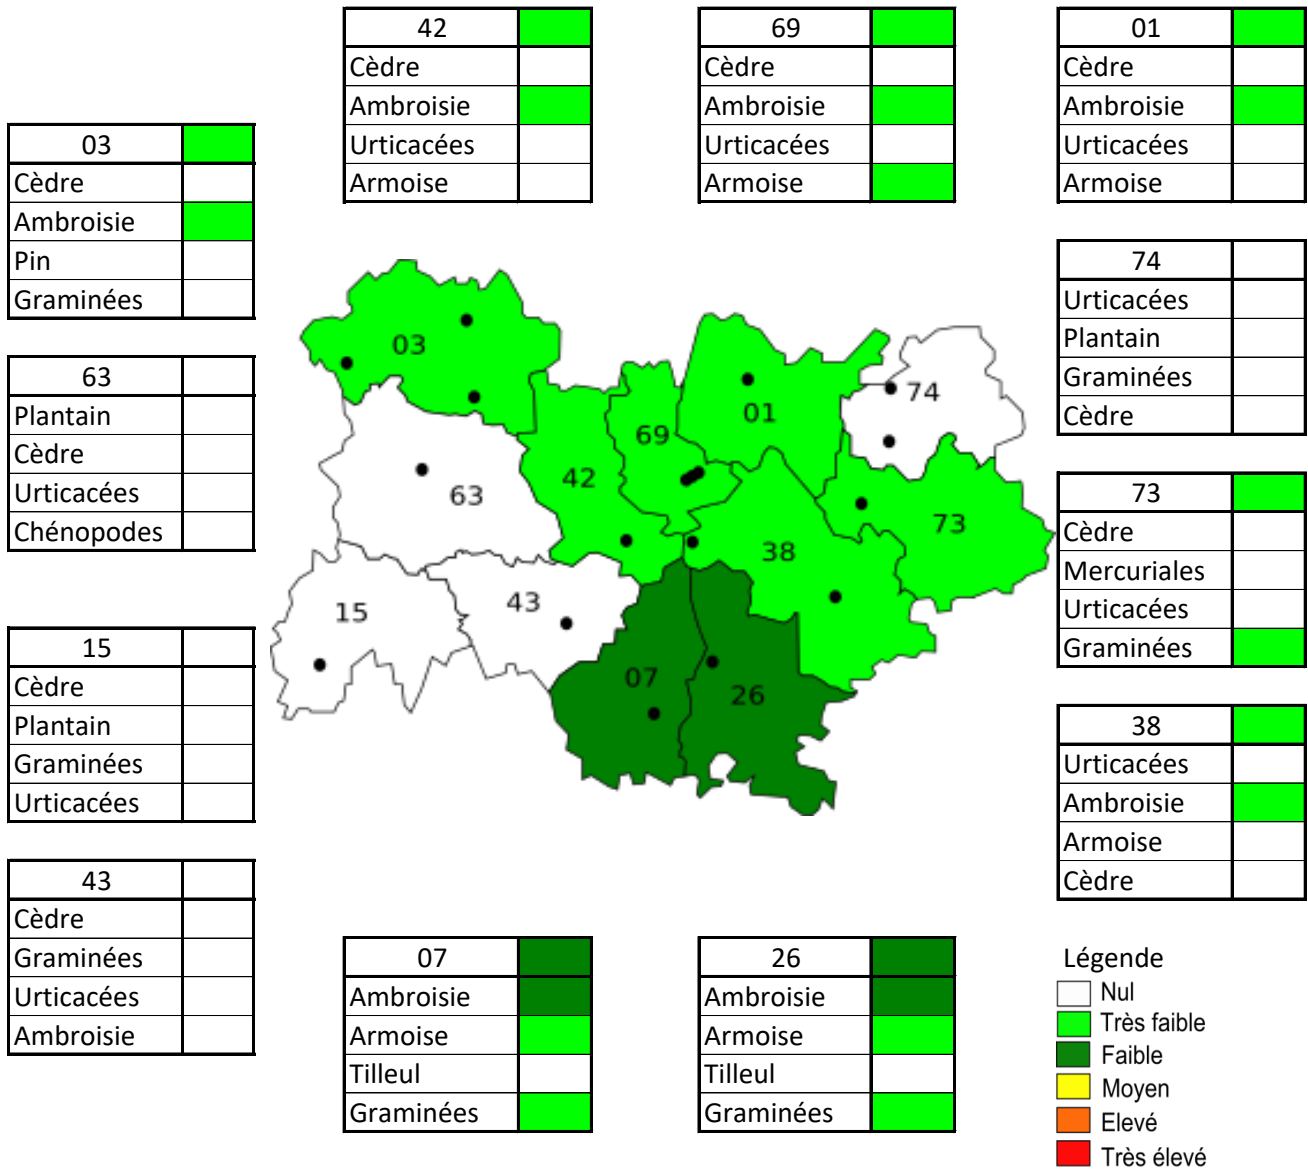 42
Cèdre
Ambroisie
Urticacées
Armoise
69
Cèdre
Ambroisie
Urticacées
Armoise
01
Cèdre
Ambroisie
Urticacées
Armoise
03
Cèdre
Ambroisie
Pin
Graminées
74
Urticacées
Plantain
Graminées
Cèdre
63
Plantain
Cèdre
Urticacées
Chénopodes
73
Cèdre
Mercuriales
Urticacées
Graminées
15
Cèdre
Plantain
Graminées
Urticacées
38
Urticacées
Ambroisie
Armoise
Cèdre
43
Cèdre
Graminées
Urticacées
Ambroisie
07
Ambroisie
Armoise
Tilleul
Graminées
26
Ambroisie
Armoise
Tilleul
Graminées
03
74
01
69
42
63
73
38
43
15
07
26
Légende
Nul
Très faible
Faible
Moyen
Elevé
Très élevé